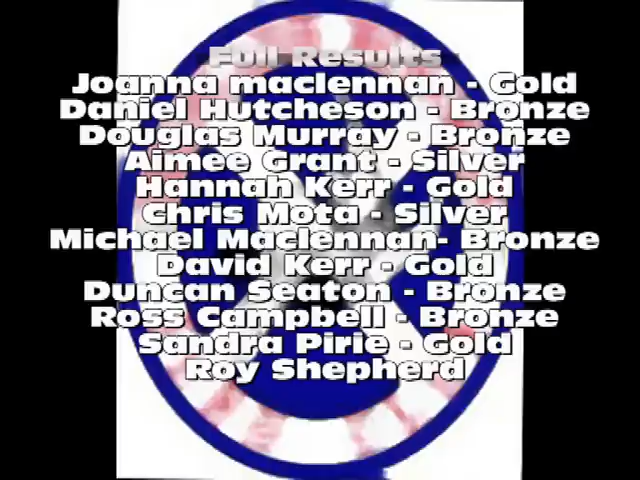 Full Results
Joanna maclennan - Gold
Daniel Hutcheson - Bronze
Douglas Murray - Bronze
Aimee Grant - Silver
Hannah Kerr - Gold
Chris Mota - Silver
Michael Maclennan- Bronze
David Kerr - Gold
Duncan Seaton - Bronze
Ross Campbell - Bronze
Sandra Pirie - Gold
Roy Shepherd